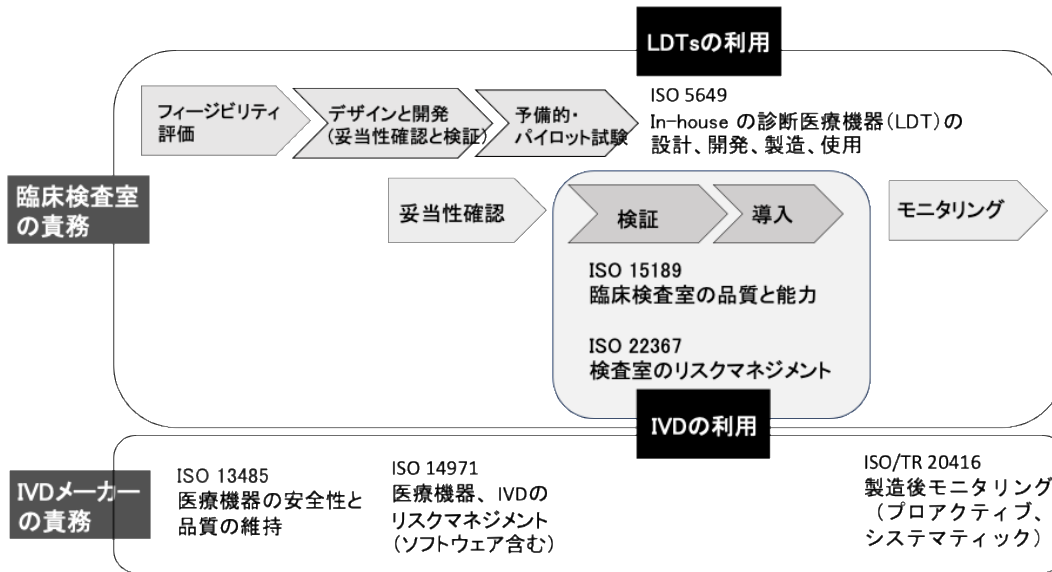 LDTsの利用
フィージビリティ
評価
デザインと開発
(妥当性確認と検証)
予備的・
パイロット試験
ISO 5649
In-house の診断医療機器(LDT)の
設計、開発、製造、使用
臨床検査室
の責務
妥当性確認
検証
導入
モニタリング
ISO 15189
臨床検査室の品質と能力
ISO 22367
検査室のリスクマネジメント
IVDの利用
IVDメーカー
の責務
ISO 13485
医療機器の安全性と
品質の維持
ISO 14971
医療機器、IVDの
リスクマネジメント
(ソフトウェア含む)
ISO/TR 20416
製造後モニタリング
(プロアクティブ、
システマティック)